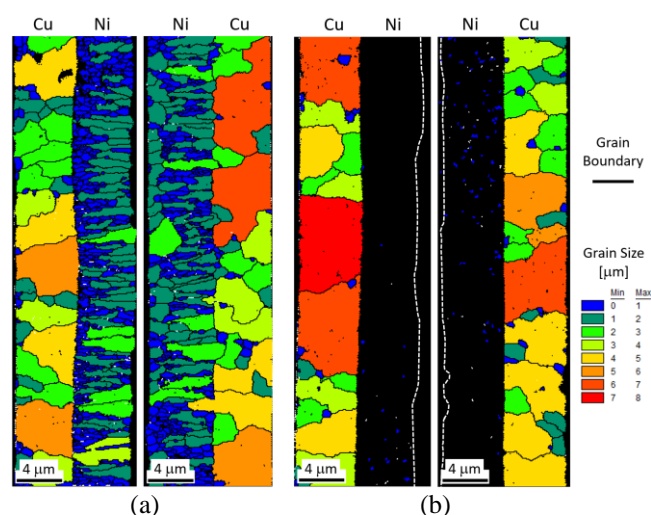 Cu Ni Ni Cu Cu Ni Ni Cu
Grain
Boundary
Grain Size
[μm]
Min Max
0 1
1 2
2 3
3 4
4 5
5 6
6 7
7 8
4 μm 4 μm 4 μm 4 μm
(a) (b)